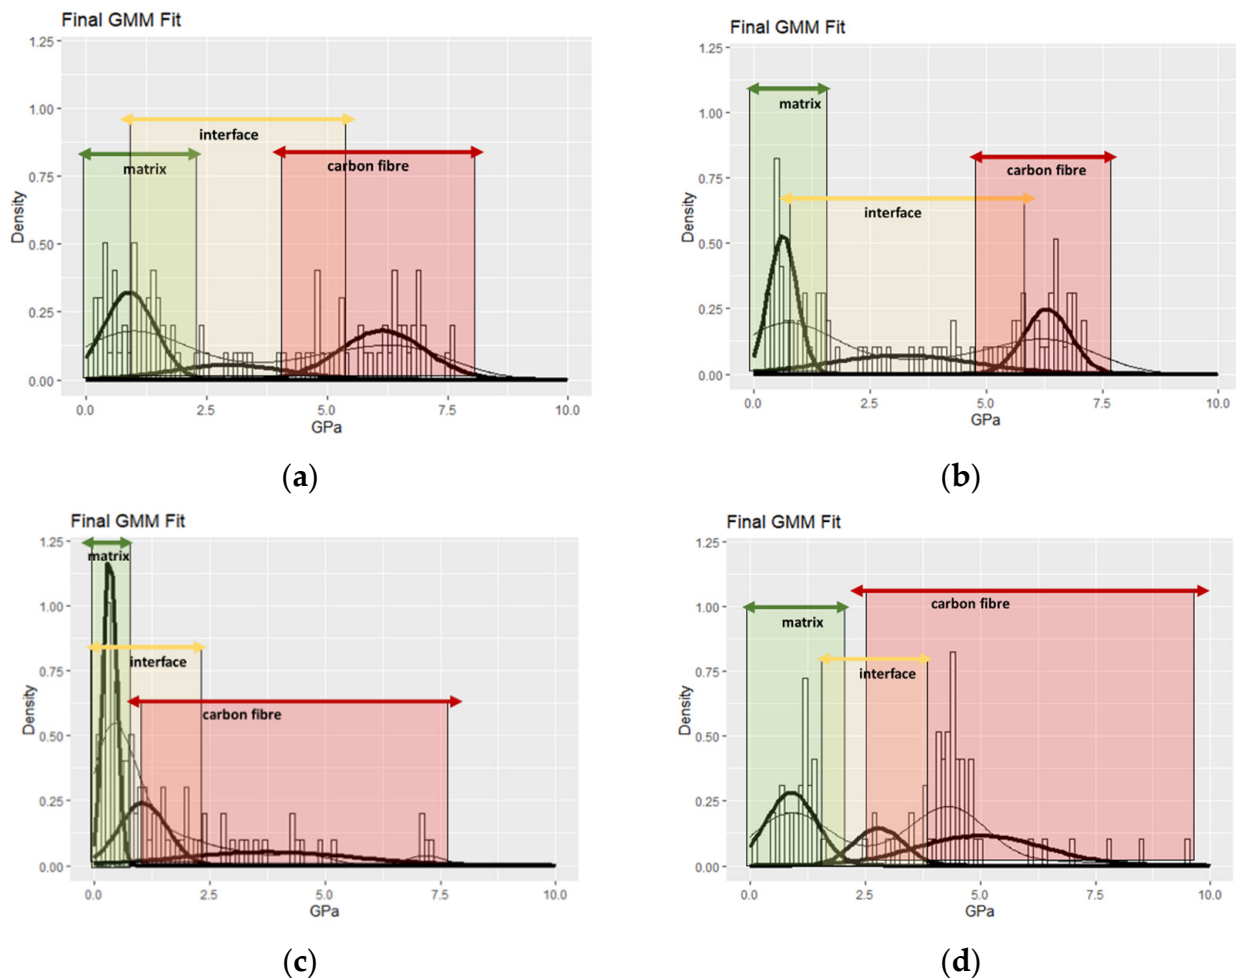 Final GMM Fit
1.25
1.00
0.75
0.50
0.25
0.00
Density
interface
matrix
carbon fibre
0.0 2.5 5.0 7.5 10.0
GPa
(a)
Final GMM Fit
1.25
1.00
0.75
0.50
0.25
0.00
Density
matrix
carbon fibre
interface
0.0 2.5 5.0 7.5 10.0
GPa
(b)
Final GMM Fit
1.25
1.00
0.75
0.50
0.25
0.00
Density
matrix
interface
carbon fibre
0.0 2.5 5.0 7.5 10.0
GPa
(c)
Final GMM Fit
1.25
1.00
0.75
0.50
0.25
0.00
Density
carbon fibre
matrix
interface
0.0 2.5 5.0 7.5 10.0
GPa
(d)